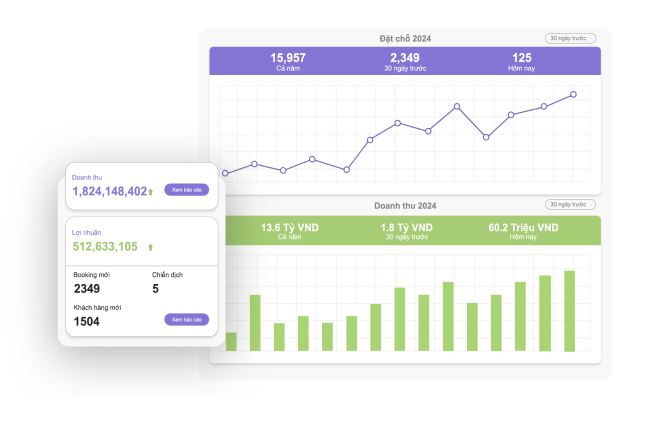 Đặt chỗ 2024
30 ngày trước
15,957
2,349
125
Cả năm
30 ngày trước
Hôm nay
Doanh thu
1,824,148,402
Xem báo cáo
Lợi nhuận
512,633,105
Booking mới
Chiến dịch
2349
5
Khách hàng mới
1504
Xem báo cáo
Doanh thu 2024
30 ngày trước
13.6 Tỷ VND
1.8 Tỷ VND
60.2 Triệu VND
Cả năm
30 ngày trước
Hôm nay